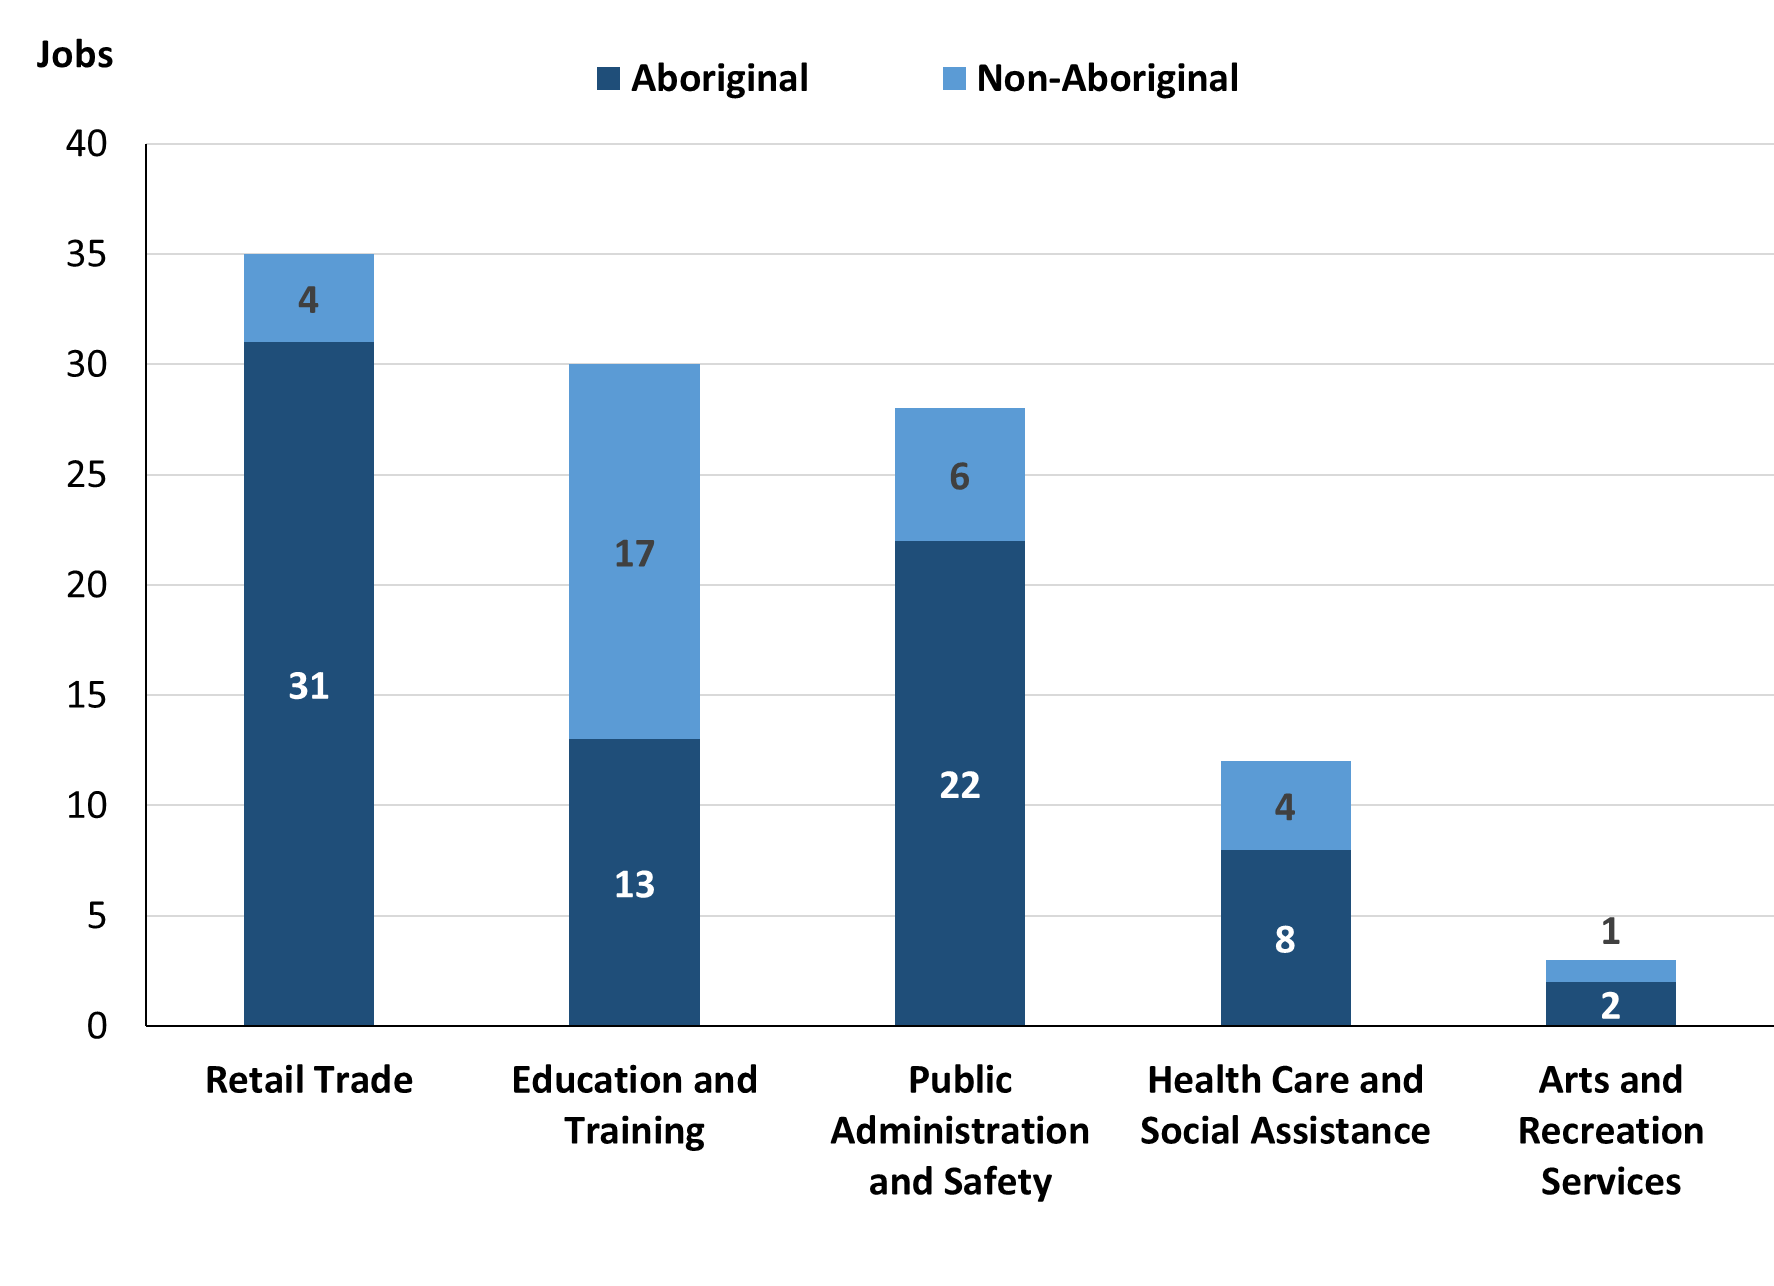 Jobs
Aboriginal
Non-Aboriginal
40
35
30
25
20
15
10
5
0
4
31
17
13
6
22
4
8
1
2
Retail Trade
Education and
Training
Public
Administration
and Safety
Health Care and
Social Assistance
Arts and
Recreation
Services